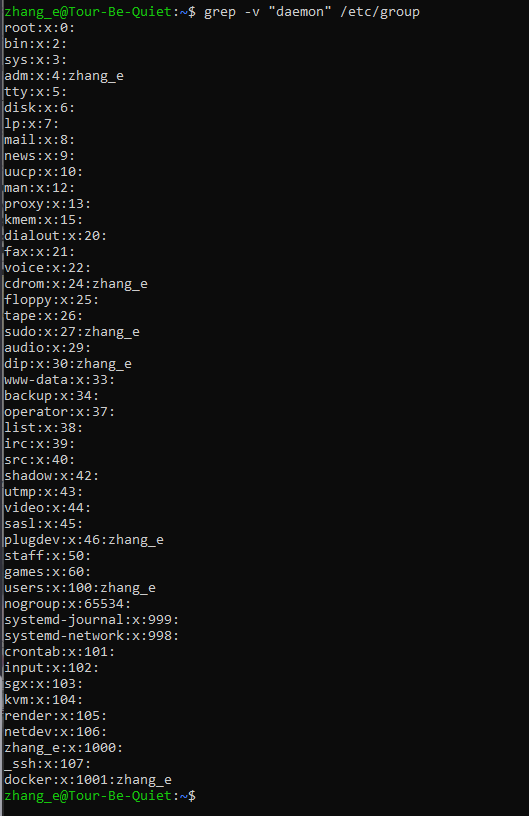 zhang_e@Tour-Be-Quiet:~$ grep -v "daemon" /etc/group
root:x:0:
bin:x:2:
sys:x:3:
adm:x:4:zhang_e
tty:x:5:
disk:x:6:
lp:x:7:
mail:x:8:
news:x:9:
uucp:x:10:
man:x:12:
proxy:x:13:
kmem:x:15:
dialout:x:20:
fax:x:21:
voice:x:22:
cdrom:x:24:zhang_e
floppy:x:25:
tape:x:26:
sudo:x:27:zhang_e
audio:x:29:
dip:x:30:zhang_e
www-data:x:33:
backup:x:34:
operator:x:37:
list:x:38:
irc:x:39:
src:x:40:
shadow:x:42:
utmp:x:43:
video:x:44:
sasl:x:45:
plugdev:x:46:zhang_e
staff:x:50:
games:x:60:
users:x:100:zhang_e
nogroup:x:65534:
systemd-journal:x:999:
systemd-network:x:998:
crontab:x:101:
input:x:102:
sgx:x:103:
kvm:x:104:
render:x:105:
netdev:x:106:
zhang_e:x:1000:
_ssh:x:107:
docker:x:1001:zhang_e
zhang_e@Tour-Be-Quiet:~$